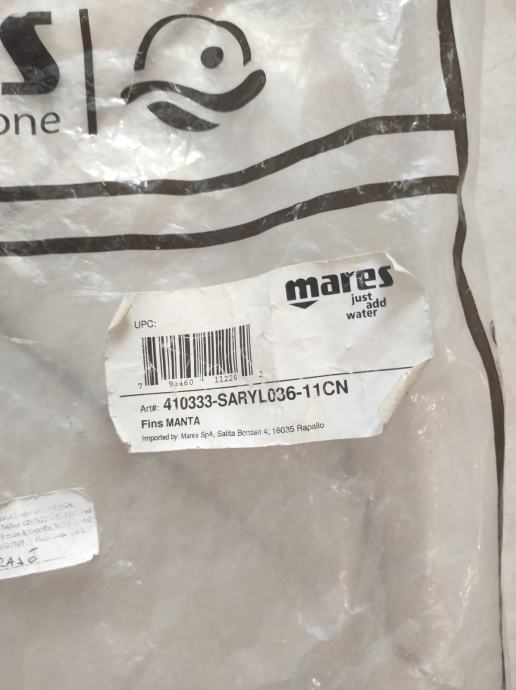 s
one
mares
just
add
water
UPC:
7 93460 11226 2
Art#: 410333-SARYL036-11CN
Fins MANTA
Imported by: Mares SpA, Salita Bonsen 4, 16035 Rapallo